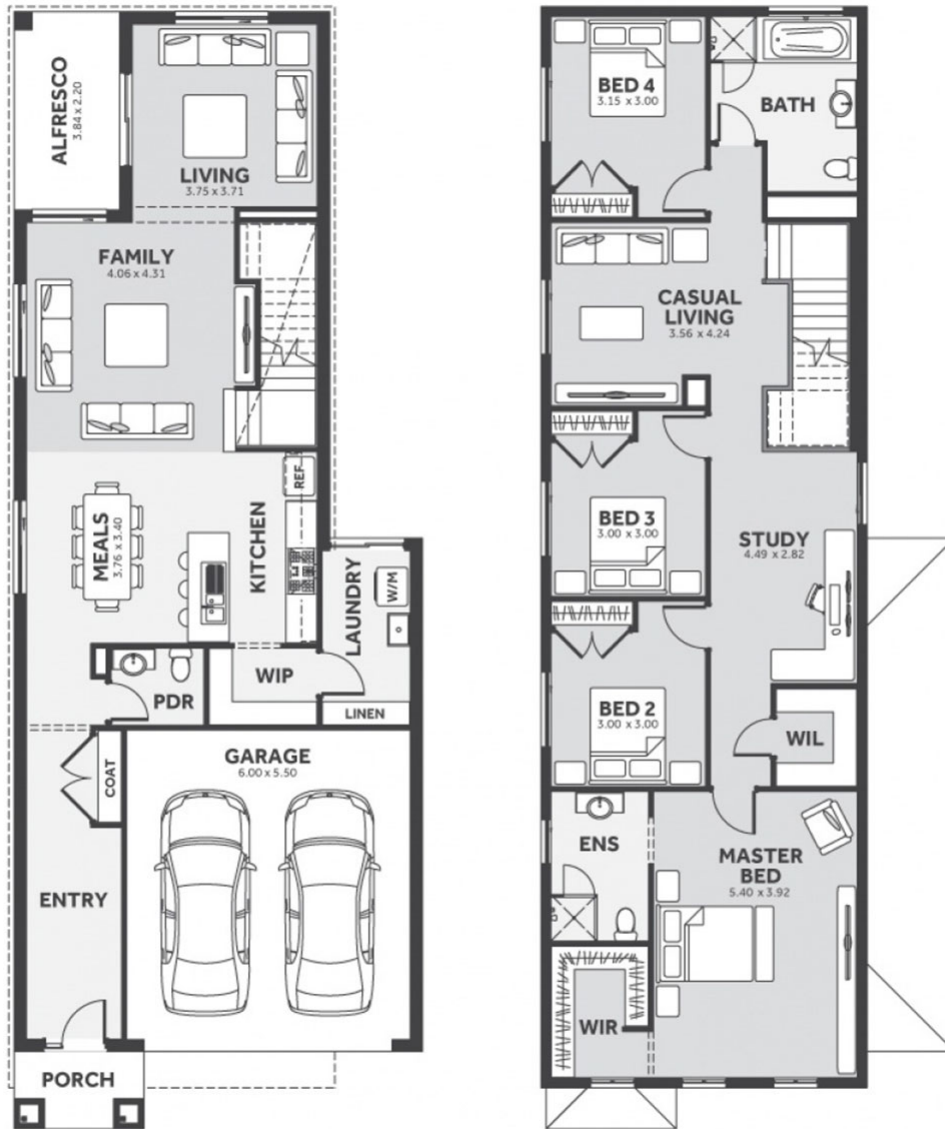 ALFRESCO
3.84 x 2.20
LIVING
3.75 x 3.71
FAMILY
4.06 x 4.31
MEALS
3.76 x 3.40
KITCHEN
REF
LAUNDRY
W/M
WIP
PDR
LINEN
COAT
GARAGE
6.00 x 5.50
ENTRY
PORCH
BED 4
3.15 x 3.00
BATH
CASUAL
LIVING
3.56 x 4.24
BED 3
3.00 x 3.00
STUDY
4.49 x 2.82
BED 2
3.00 x 3.00
WIL
ENS
MASTER
BED
5.40 x 3.92
WIR